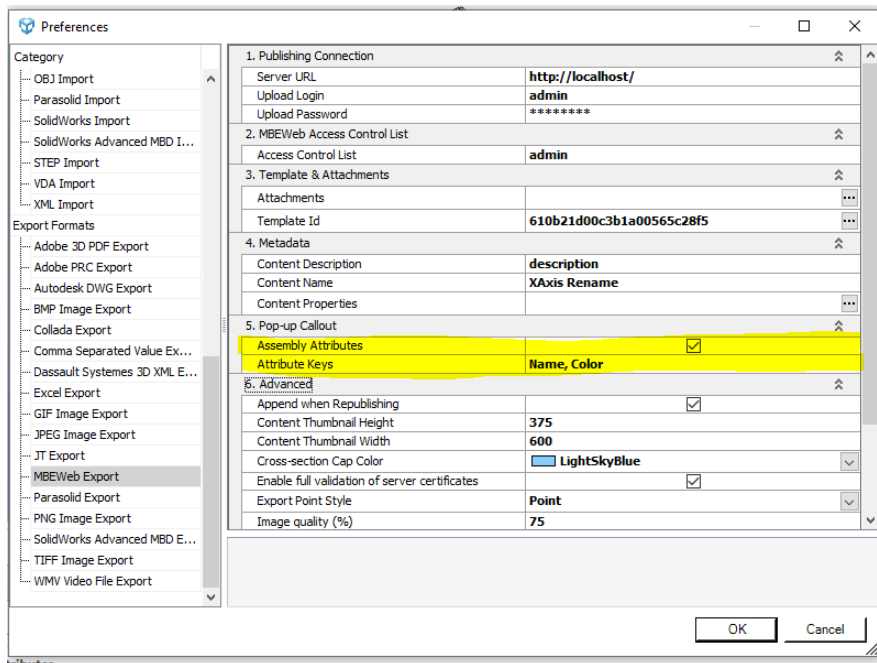 Preferences
Category
OBJ Import
Parasolid Import
SolidWorks Import
SolidWorks Advanced MBD I...
STEP Import
VDA Import
XML Import
Export Formats
Adobe 3D PDF Export
Adobe PRC Export
Autodesk DWG Export
BMP Image Export
Collada Export
Comma Separated Value Ex...
Dassault Systemes 3D XML E...
Excel Export
GIF Image Export
JPEG Image Export
JT Export
MBEWeb Export
Parasolid Export
PNG Image Export
SolidWorks Advanced MBD E...
TIFF Image Export
WMV Video File Export
1. Publishing Connection
Server URL http://localhost/
Upload Login admin
Upload Password ********
2. MBEWeb Access Control List
Access Control List admin
3. Template & Attachments
Attachments ...
Template Id 610b21d00c3b1a00565c28f5 ...
4. Metadata
Content Description description
Content Name XAxis Rename
Content Properties ...
5. Pop-up Callout
Assembly Attributes
Attribute Keys Name, Color
6. Advanced
Append when Republishing
Content Thumbnail Height 375
Content Thumbnail Width 600
Cross-section Cap Color LightSkyBlue
Enable full validation of server certificates
Export Point Style Point
Image quality (%) 75
OK Cancel